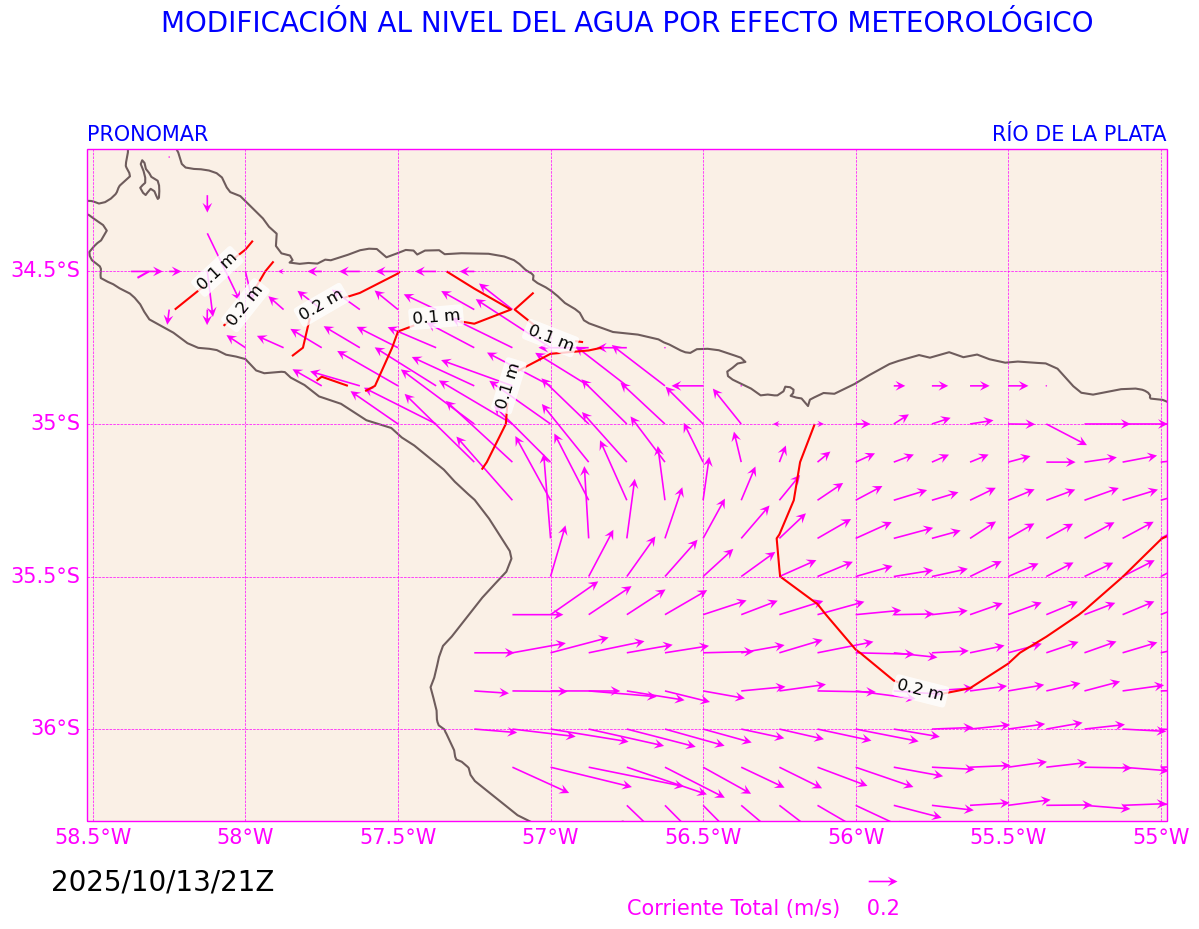 MODIFICACIÓN AL NIVEL DEL AGUA POR EFECTO METEOROLÓGICO
PRONOMAR
RÍO DE LA PLATA
0.1 m
0.2 m
0.2 m
0.1 m
0.1 m
0.1 m
0.2 m
34.5°S
35°S
35.5°S
36°S
58.5°W
58°W
57.5°W
57°W
56.5°W
56°W
55.5°W
55°W
2025/10/13/21Z
Corriente Total (m/s)
0.2